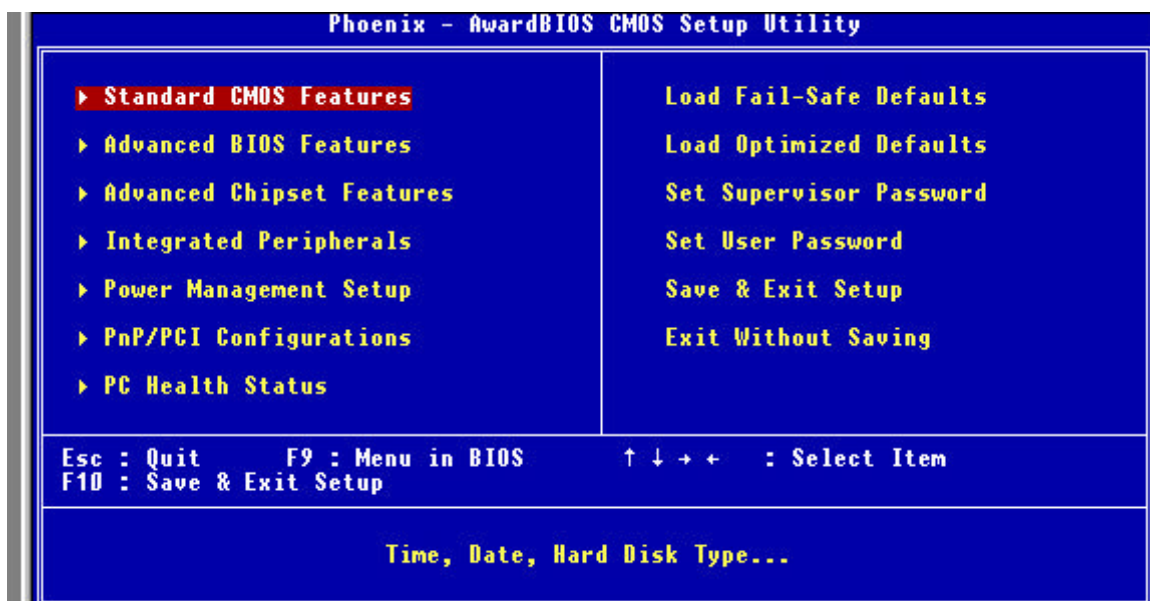 Phoenix - AwardBIOS CMOS Setup Utility
▸ Standard CMOS Features
▸ Advanced BIOS Features
▸ Advanced Chipset Features
▸ Integrated Peripherals
▸ Power Management Setup
▸ PnP/PCI Configurations
▸ PC Health Status
Load Fail-Safe Defaults
Load Optimized Defaults
Set Supervisor Password
Set User Password
Save & Exit Setup
Exit Without Saving
Esc : Quit F9 : Menu in BIOS ↑ ↓ → ← : Select Item
F10 : Save & Exit Setup
Time, Date, Hard Disk Type...